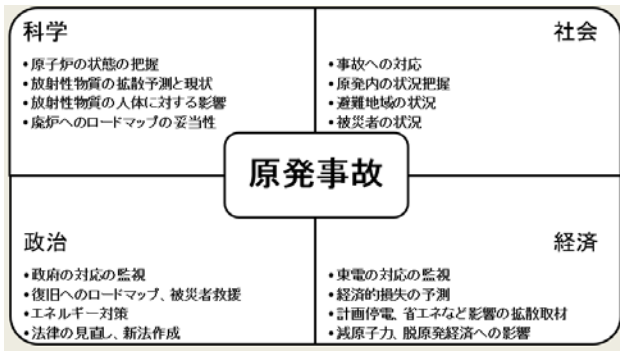 科学
•原子炉の状態の把握
•放射性物質の拡散予測と現状
•放射性物質の人体に対する影響
•廃炉へのロードマップの妥当性
社会
•事故への対応
•原発内の状況把握
•避難地域の状況
•被災者の状況
原発事故
政治
•政府の対応の監視
•復旧へのロードマップ、被災者救援
•エネルギー対策
•法律の見直し、新法作成
経済
•東電の対応の監視
•経済的損失の予測
•計画停電、省エネなど影響の拡散取材
•減原子力、脱原発経済への影響